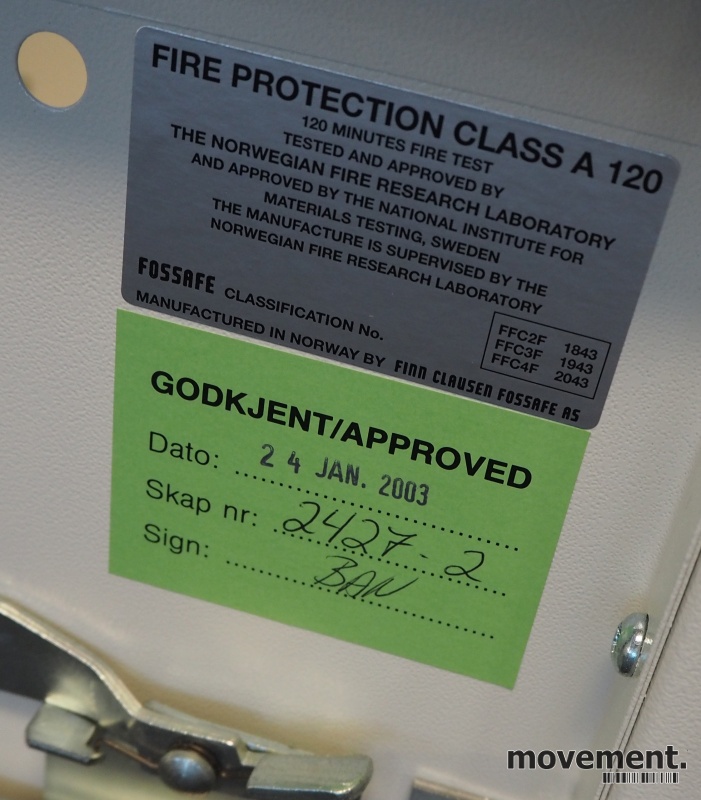 FIRE PROTECTION CLASS A 120
120 MINUTES FIRE TEST
TESTED AND APPROVED BY
THE NORWEGIAN FIRE RESEARCH LABORATORY
AND APPROVED BY THE NATIONAL INSTITUTE FOR
MATERIALS TESTING, SWEDEN
THE MANUFACTURE IS SUPERVISED BY THE
NORWEGIAN FIRE RESEARCH LABORATORY
FOSSAFE CLASSIFICATION No.
FFC2F 1843
FFC3F 1943
FFC4F 2043
MANUFACTURED IN NORWAY BY FINN CLAUSEN FOSSAFE AS
GODKJENT/APPROVED
Dato: 24 JAN. 2003
Skap nr: 2427-2
Sign: BAN
movement.